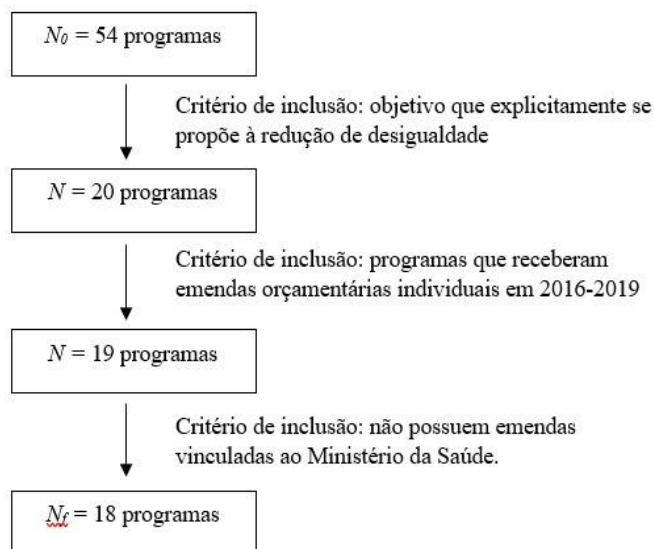 N₀ = 54 programas
Critério de inclusão: objetivo que explicitamente se
propõe à redução de desigualdade
N = 20 programas
Critério de inclusão: programas que receberam
emendas orçamentárias individuais em 2016-2019
N = 19 programas
Critério de inclusão: não possuem emendas
vinculadas ao Ministério da Saúde.
Nf = 18 programas